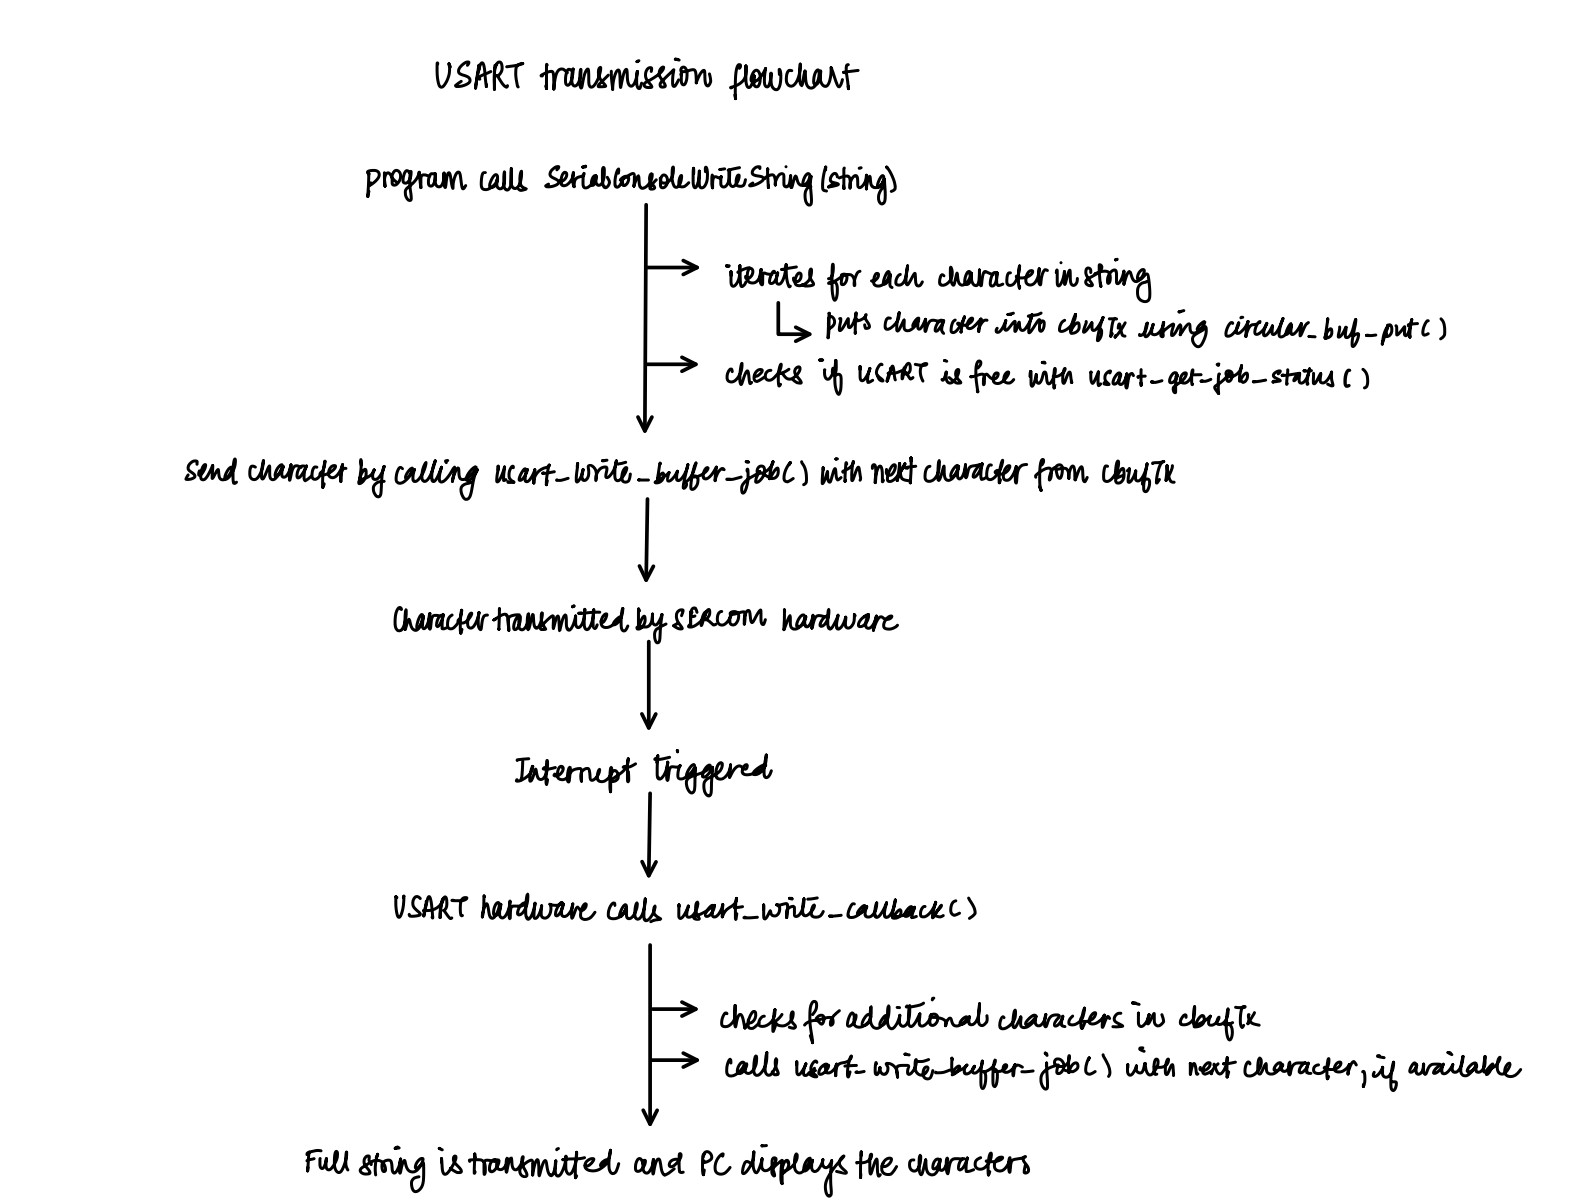 USART transmission flowchart
program calls SerialConsoleWriteString(string)
iterates for each character in string
puts character into cbufTx using circular_buf_put()
checks if USART is free with usart_get_job_status()
Send character by calling usart_write_buffer_job() with next character from cbufTx
Character transmitted by SERCOM hardware
Interrupt triggered
USART hardware calls usart_write_callback()
checks for additional characters in cbufTx
calls usart_write_buffer_job() with next character, if available
Full string is transmitted and PC displays the characters